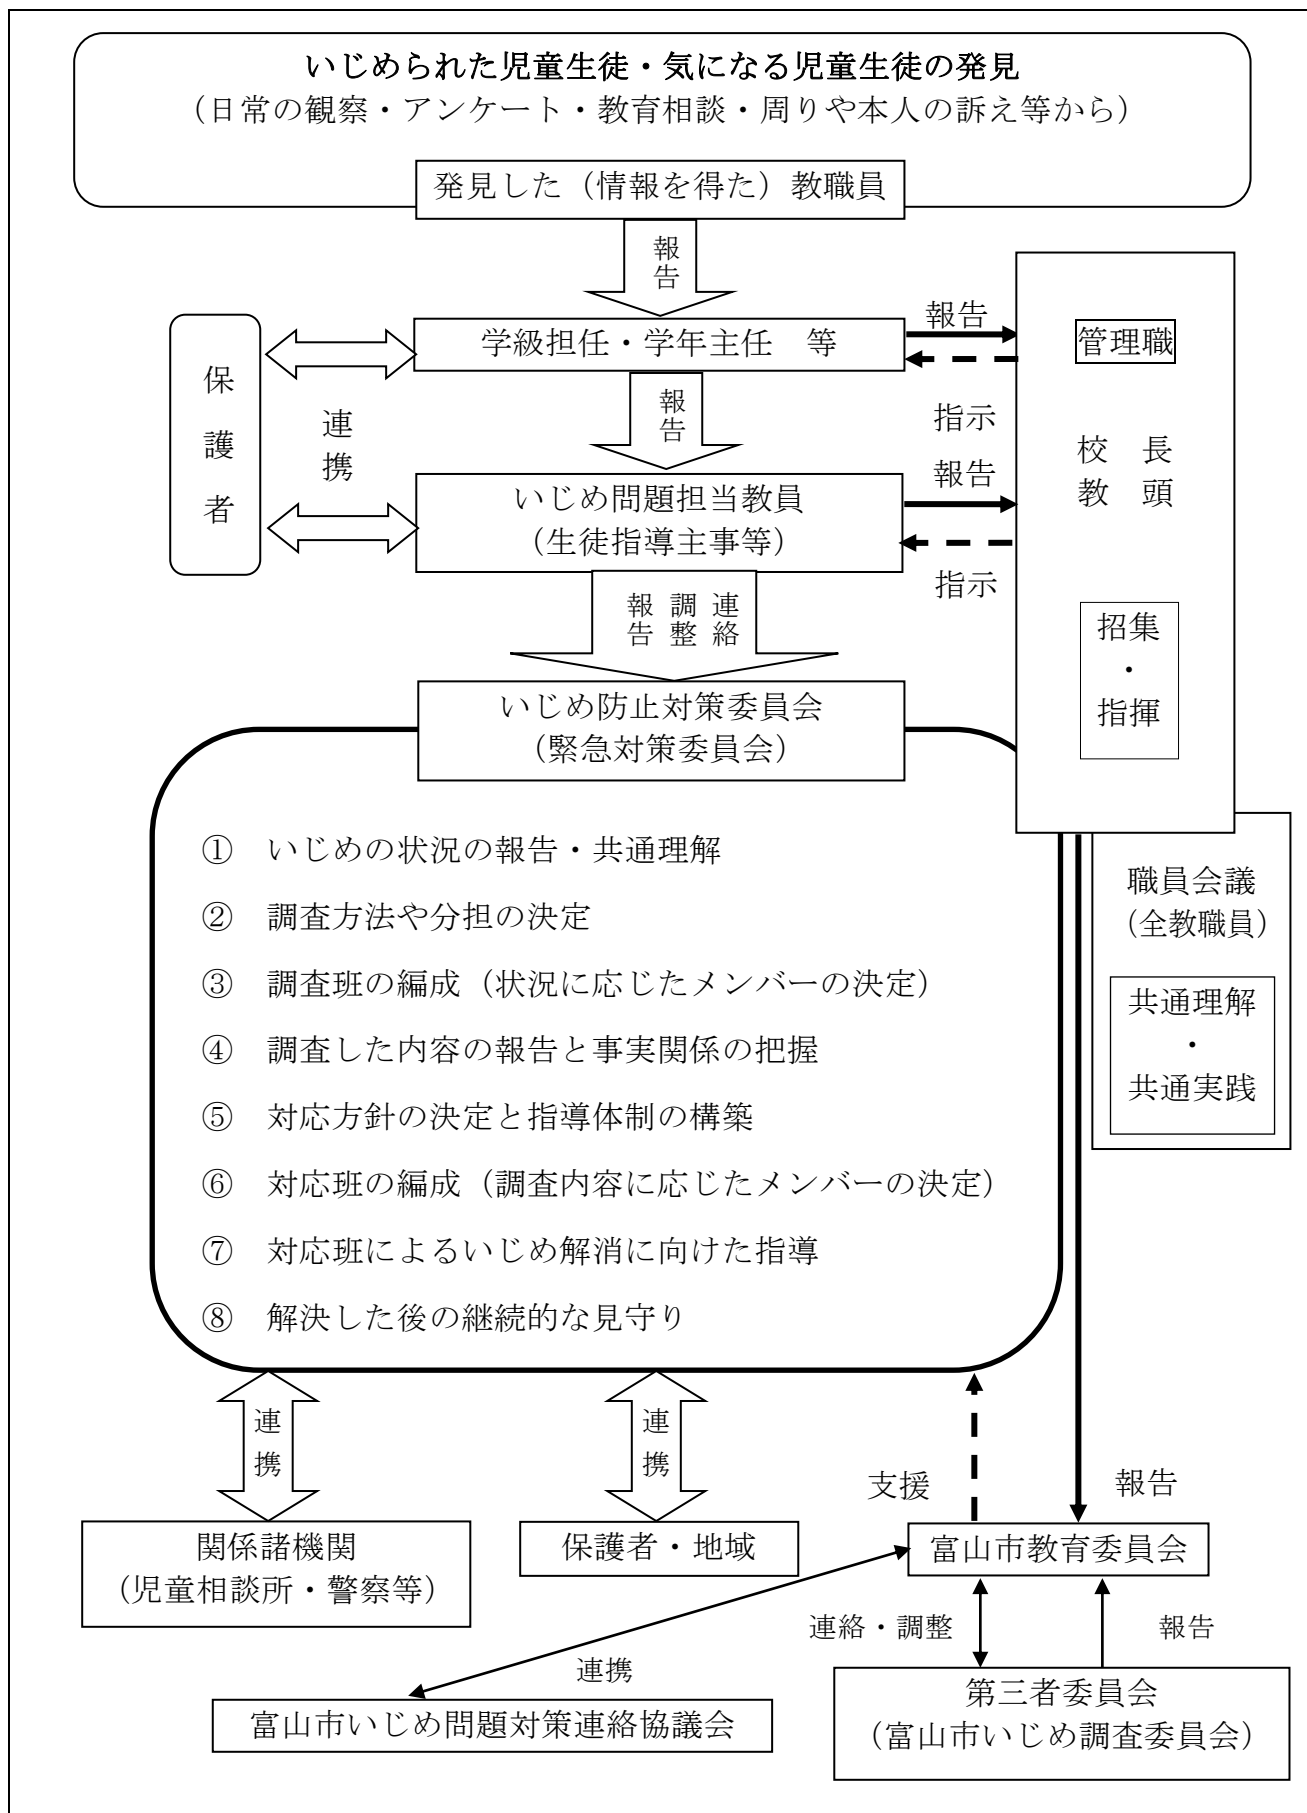 いじめられた児童生徒・気になる児童生徒の発見
（日常の観察・アンケート・教育相談・周りや本人の訴え等から）
発見した（情報を得た）教職員
報告
学級担任・学年主任　等
報告
指示
管理職
校　長
教　頭
招集
・
指揮
保護者
連携
報告
いじめ問題担当教員
（生徒指導主事等）
報告
指示
報告
調整
連絡
いじめ防止対策委員会
（緊急対策委員会）
①　いじめの状況の報告・共通理解
②　調査方法や分担の決定
③　調査班の編成（状況に応じたメンバーの決定）
④　調査した内容の報告と事実関係の把握
⑤　対応方針の決定と指導体制の構築
⑥　対応班の編成（調査内容に応じたメンバーの決定）
⑦　対応班によるいじめ解消に向けた指導
⑧　解決した後の継続的な見守り
職員会議
（全教職員）
共通理解
・
共通実践
連携
連携
支援
報告
関係諸機関
（児童相談所・警察等）
保護者・地域
富山市教育委員会
連絡・調整
報告
連携
富山市いじめ問題対策連絡協議会
第三者委員会
（富山市いじめ調査委員会）